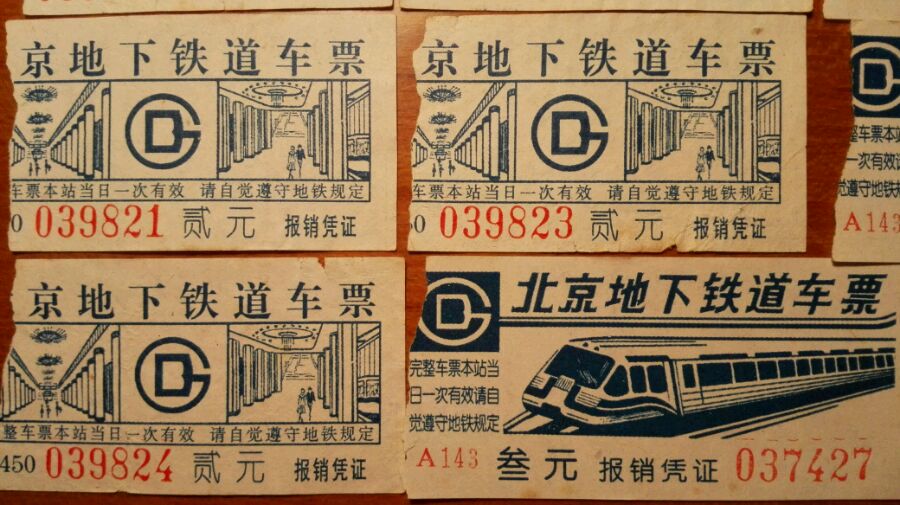 京地下铁道车票
车票本站当日一次有效 请自觉遵守地铁规定
0 039821 贰元 报销凭证
京地下铁道车票
车票本站当日一次有效 请自觉遵守地铁规定
50 039823 贰元 报销凭证
整车票本站
一次有效请
觉遵守地铁规
A143
京地下铁道车票
整车票本站当日一次有效 请自觉遵守地铁规定
450 039824 贰元 报销凭证
北京地下铁道车票
完整车票本站当
日一次有效请自
觉遵守地铁规定
A143 叁元 报销凭证 037427